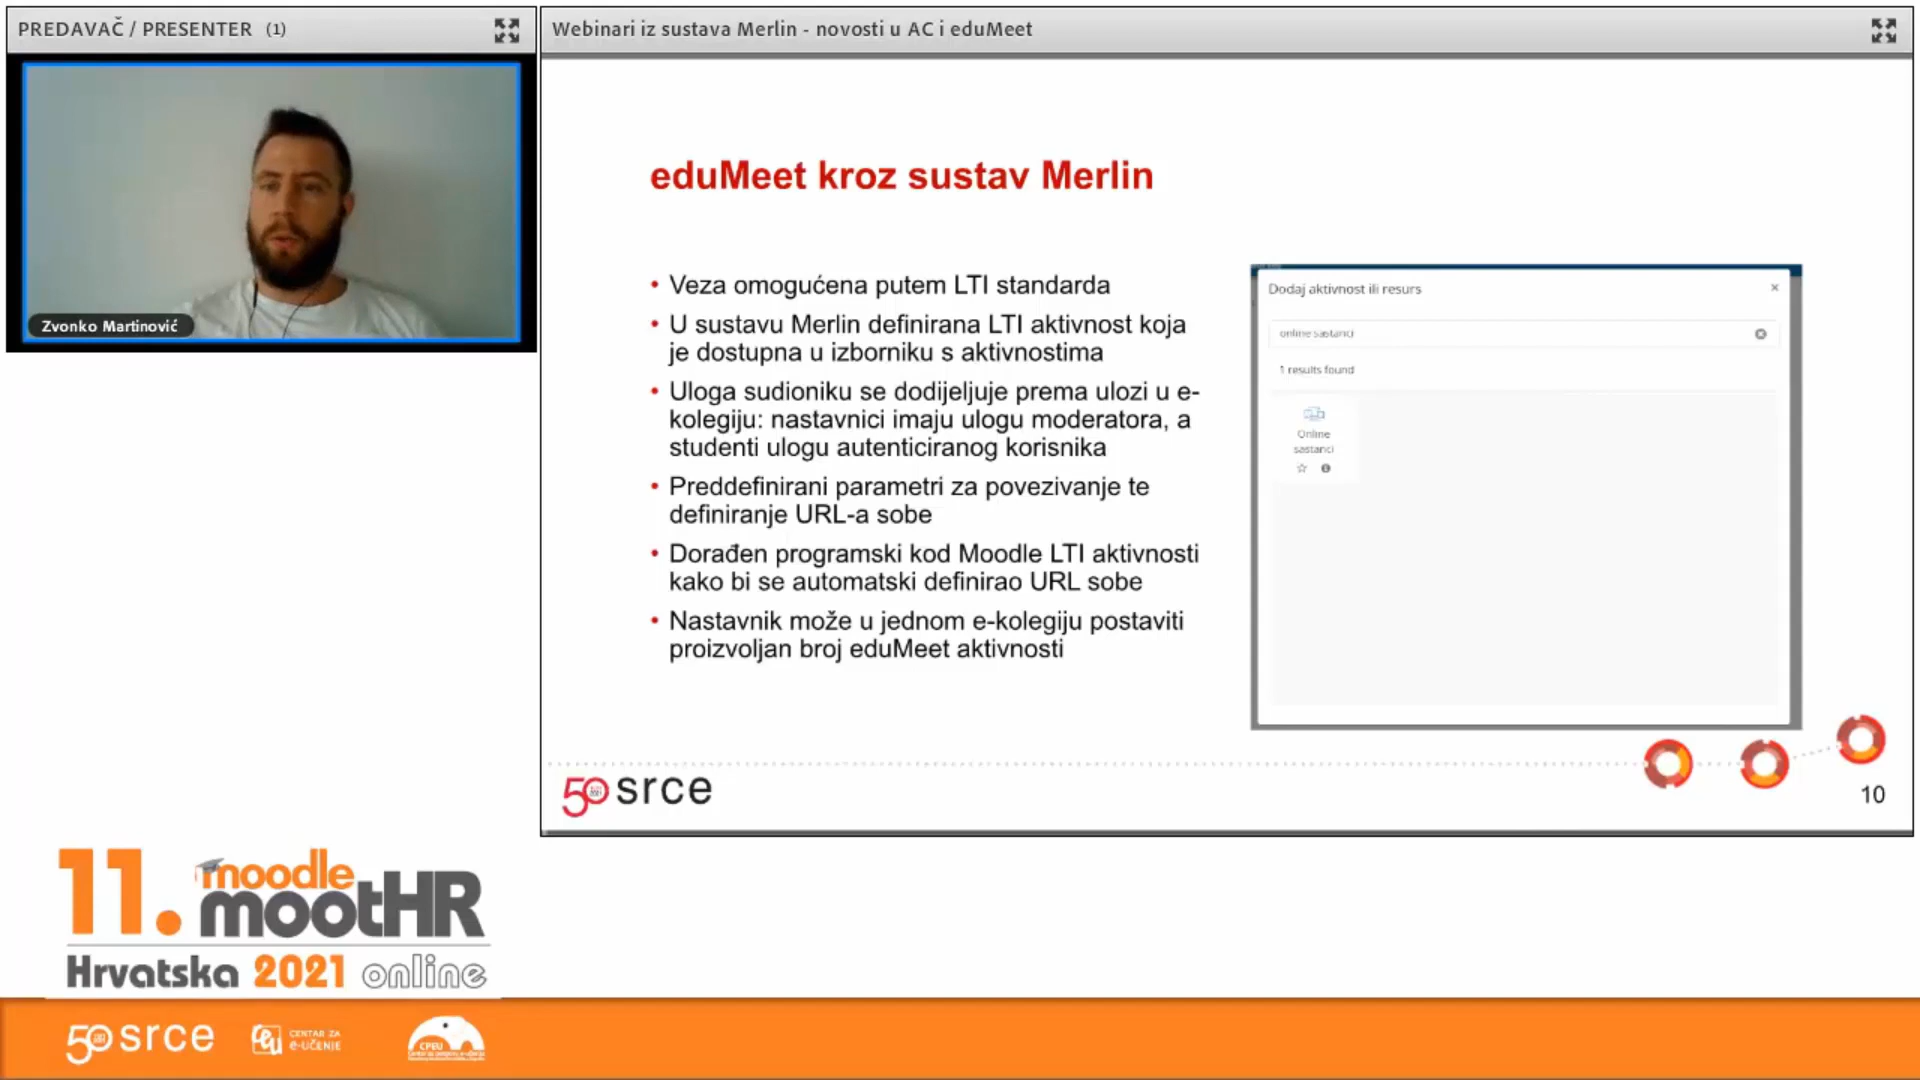 PREDAVAČ / PRESENTER (1)
Zvonko Martinović
Webinari iz sustava Merlin - novosti u AC i eduMeet
eduMeet kroz sustav Merlin
• Veza omogućena putem LTI standarda
• U sustavu Merlin definirana LTI aktivnost koja
je dostupna u izborniku s aktivnostima
• Uloga sudioniku se dodijeljuje prema ulozi u e-
kolegiju: nastavnici imaju ulogu moderatora, a
studenti ulogu autenticiranog korisnika
• Preddefinirani parametri za povezivanje te
definiranje URL-a sobe
• Dorađen programski kod Moodle LTI aktivnosti
kako bi se automatski definirao URL sobe
• Nastavnik može u jednom e-kolegiju postaviti
proizvoljan broj eduMeet aktivnosti
Dodaj aktivnost ili resurs
online sastanci
1 results found
Online
sastanci
50 srce
10
11. moodle
mootHR
Hrvatska 2021 online
50 srce
CENTAR ZA
e-UČENJE
CPEU